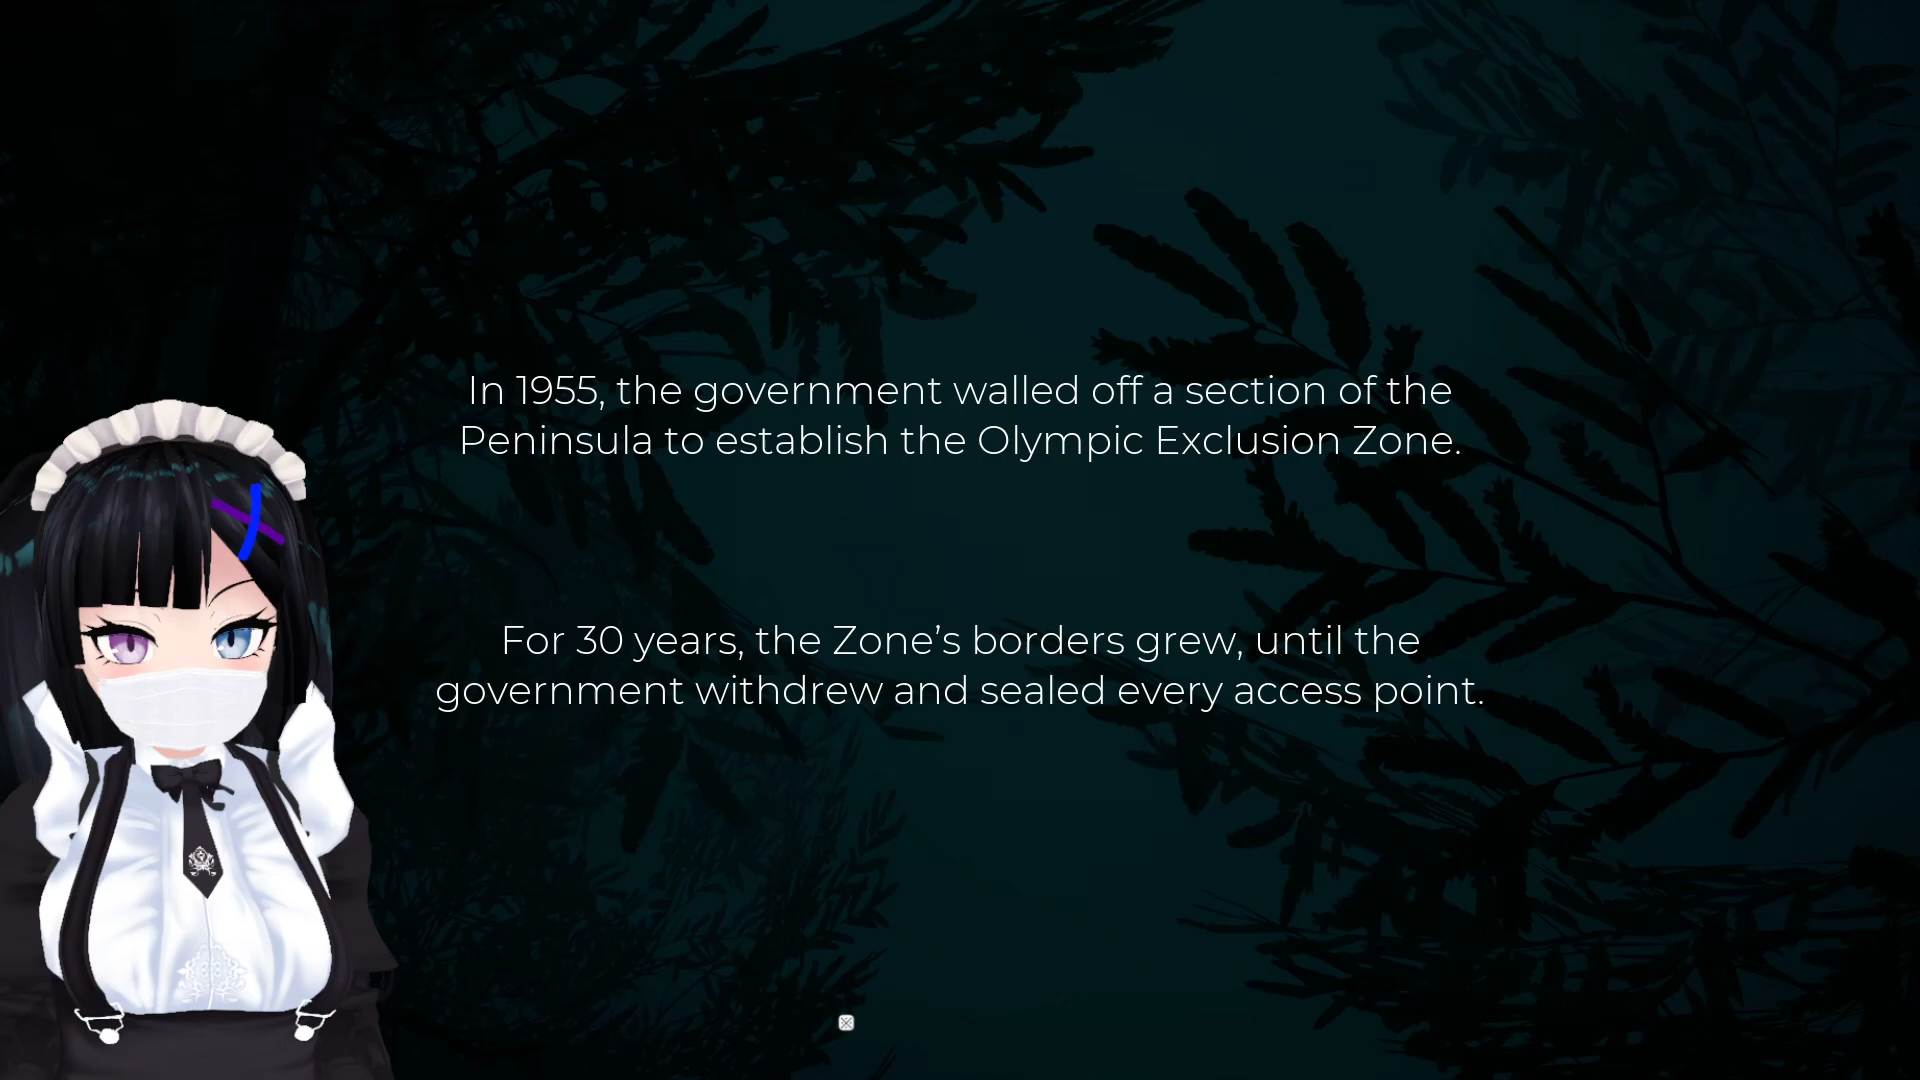 In 1955, the government walled off a section of the
Peninsula to establish the Olympic Exclusion Zone.
For 30 years, the Zone’s borders grew, until the
government withdrew and sealed every access point.